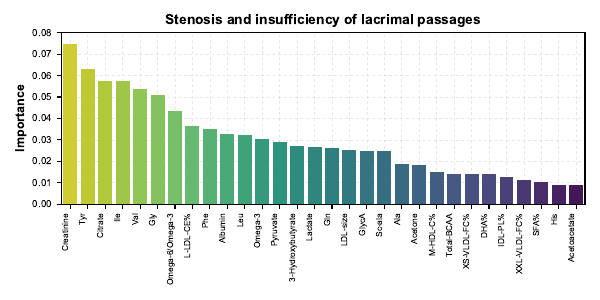 Stenosis and insufficiency of lacrimal passages
Importance
0.08
0.07
0.06
0.05
0.04
0.03
0.02
0.01
0.00
Creatinine
Tyr
Citrate
Ile
Val
Gly
Omega-6/Omega-3
L-LDL-CE%
Phe
Albumin
Leu
Omega-3
Pyruvate
3-Hydroxybutyrate
Lactate
Gln
LDL-size
GlycA
Ala
Acetone
M-HDL-C%
Total-BCAA
XS-VLDL-FC%
DHA%
IDL-PL%
XXL-VLDL-FC%
SFA%
His
Acetoacetate